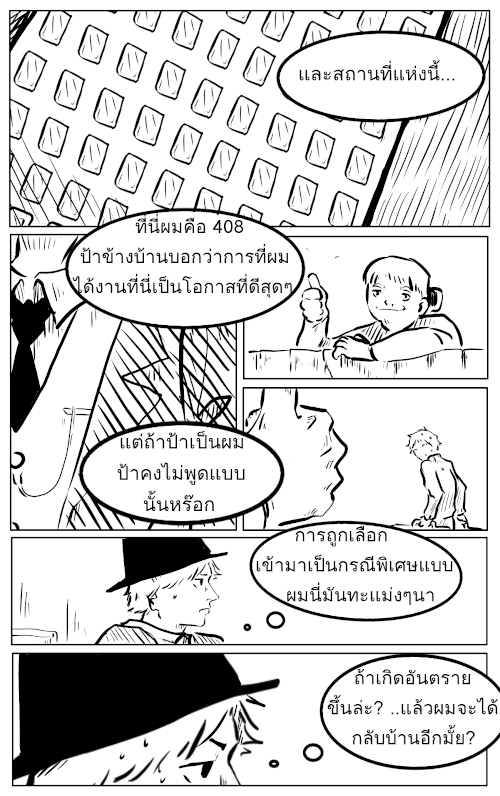 และสถานที่แห่งนี้...
ที่นี่ผมคือ 408
ป้าข้างบ้านบอกว่าการที่ผม
ได้งานที่นี่เป็นโอกาสที่ดีสุดๆ
แต่ถ้าป้าเป็นผม
ป้าคงไม่พูดแบบ
นั้นหร๊อก
การถูกเลือก
เข้ามาเป็นกรณีพิเศษแบบ
ผมนี่มันทะแม่งๆนา
ถ้าเกิดอันตราย
ขึ้นล่ะ? ..แล้วผมจะได้
กลับบ้านอีกมั้ย?